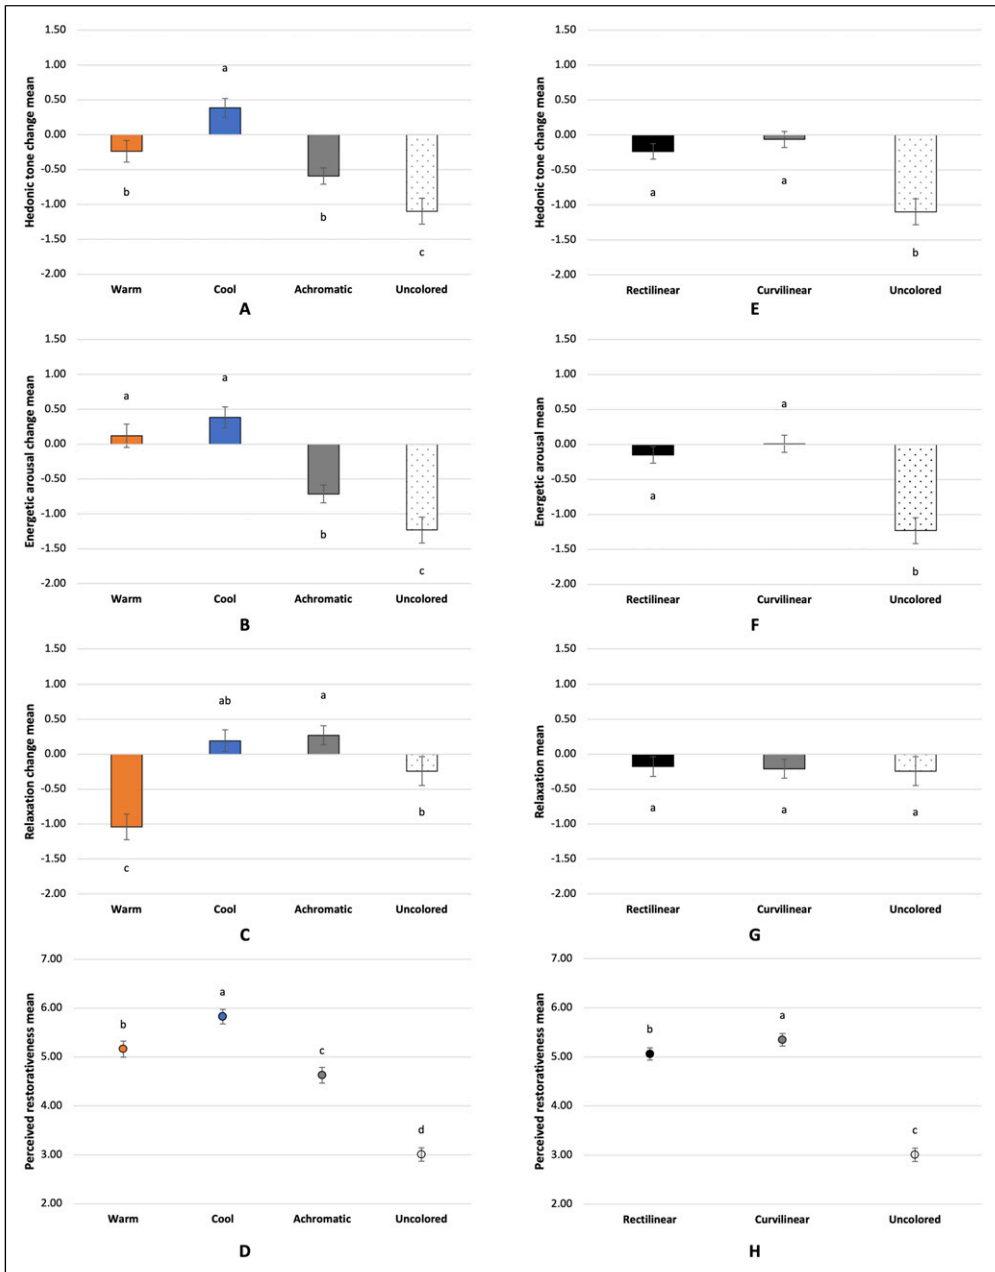 Hedonic tone change mean
1.50
1.00
0.50
0.00
-0.50
-1.00
-1.50
-2.00
b
a
b
c
Warm Cool Achromatic Uncolored
A
Hedonic tone change mean
1.50
1.00
0.50
0.00
-0.50
-1.00
-1.50
-2.00
a
a
b
Rectilinear Curvilinear Uncolored
E
Energetic arousal change mean
1.50
1.00
0.50
0.00
-0.50
-1.00
-1.50
-2.00
a
a
b
c
Warm Cool Achromatic Uncolored
B
Energetic arousal mean
1.50
1.00
0.50
0.00
-0.50
-1.00
-1.50
-2.00
a
a
b
Rectilinear Curvilinear Uncolored
F
Relaxation change mean
1.50
1.00
0.50
0.00
-0.50
-1.00
-1.50
-2.00
c
ab
a
b
Warm Cool Achromatic Uncolored
C
Relaxation mean
1.50
1.00
0.50
0.00
-0.50
-1.00
-1.50
-2.00
a
a
a
Rectilinear Curvilinear Uncolored
G
Perceived restorativeness mean
7.00
6.00
5.00
4.00
3.00
2.00
b
a
c
d
Warm Cool Achromatic Uncolored
D
Perceived restorativeness mean
7.00
6.00
5.00
4.00
3.00
2.00
b
a
c
Rectilinear Curvilinear Uncolored
H